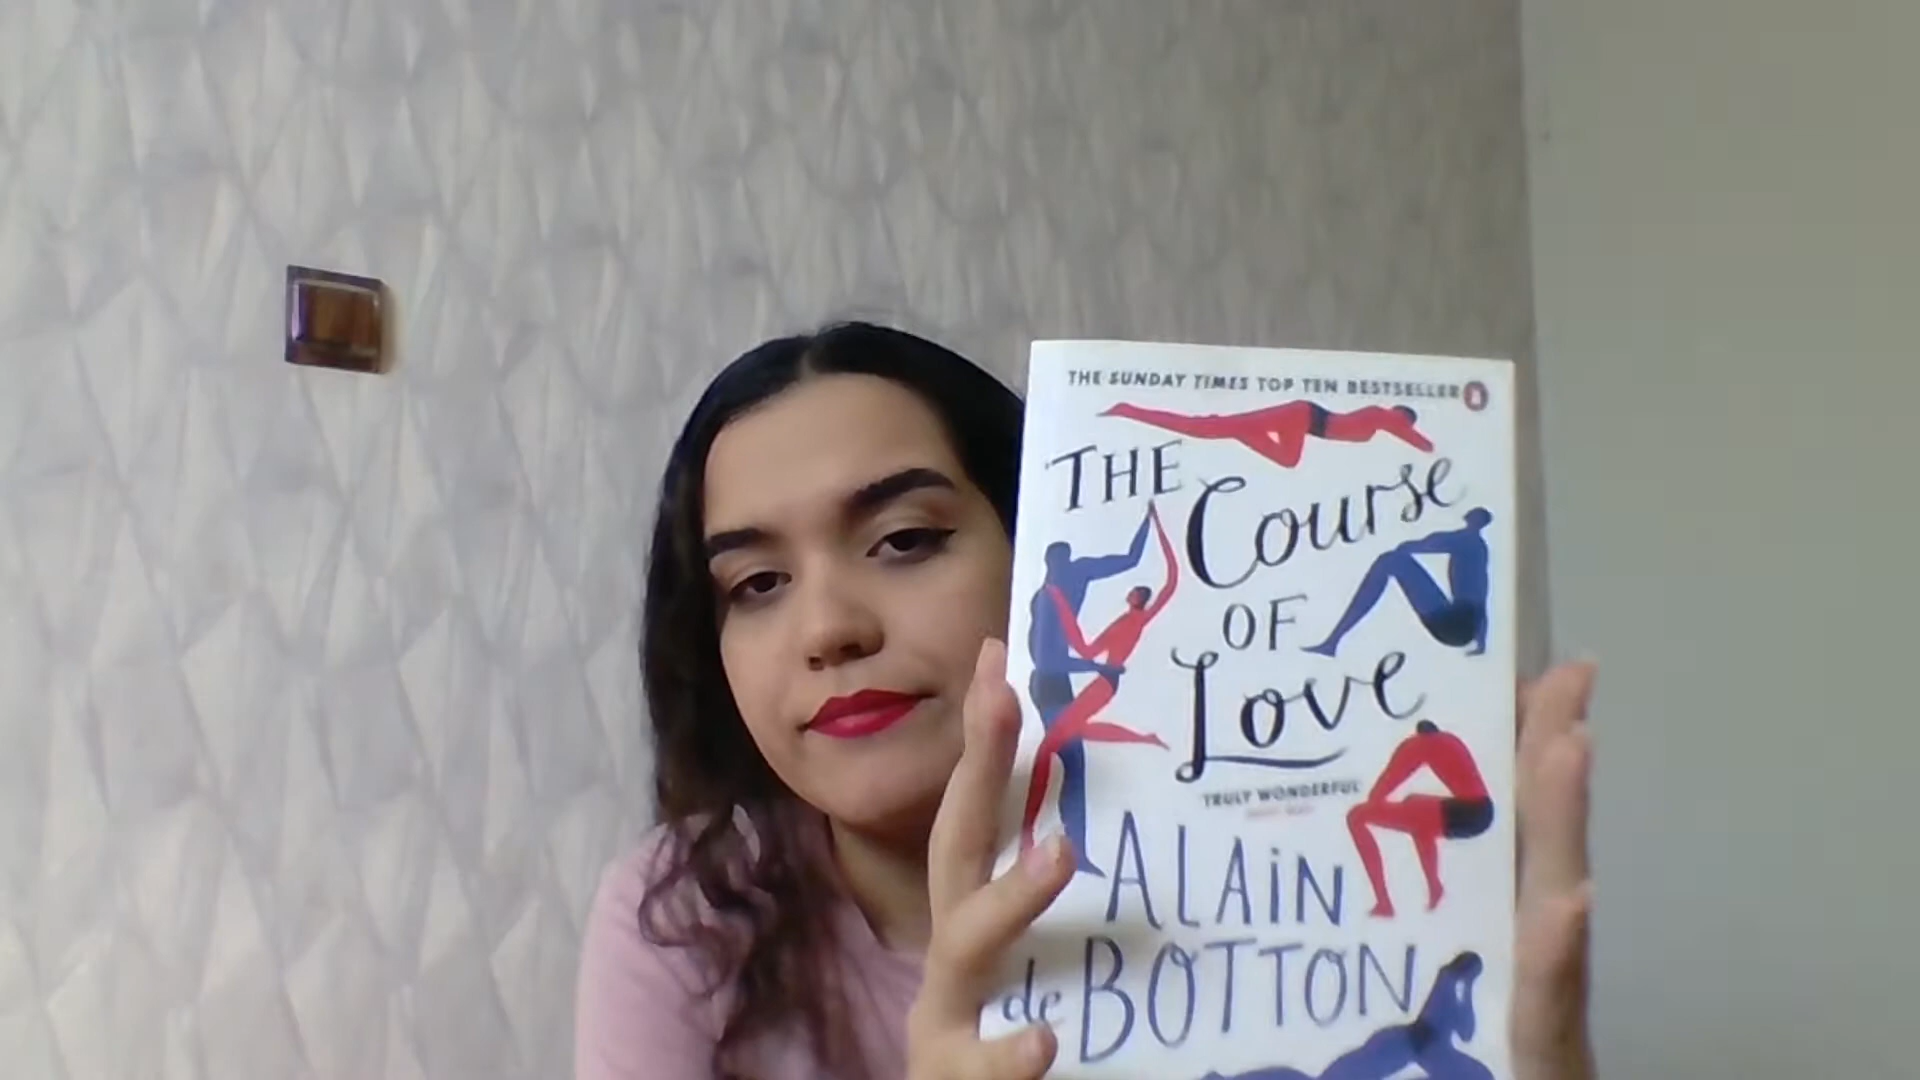 THE SUNDAY TIMES TOP TEN BESTSELLER
THE
Course
OF
Love
TRULY WONDERFUL
ALAiN
de BOTTON